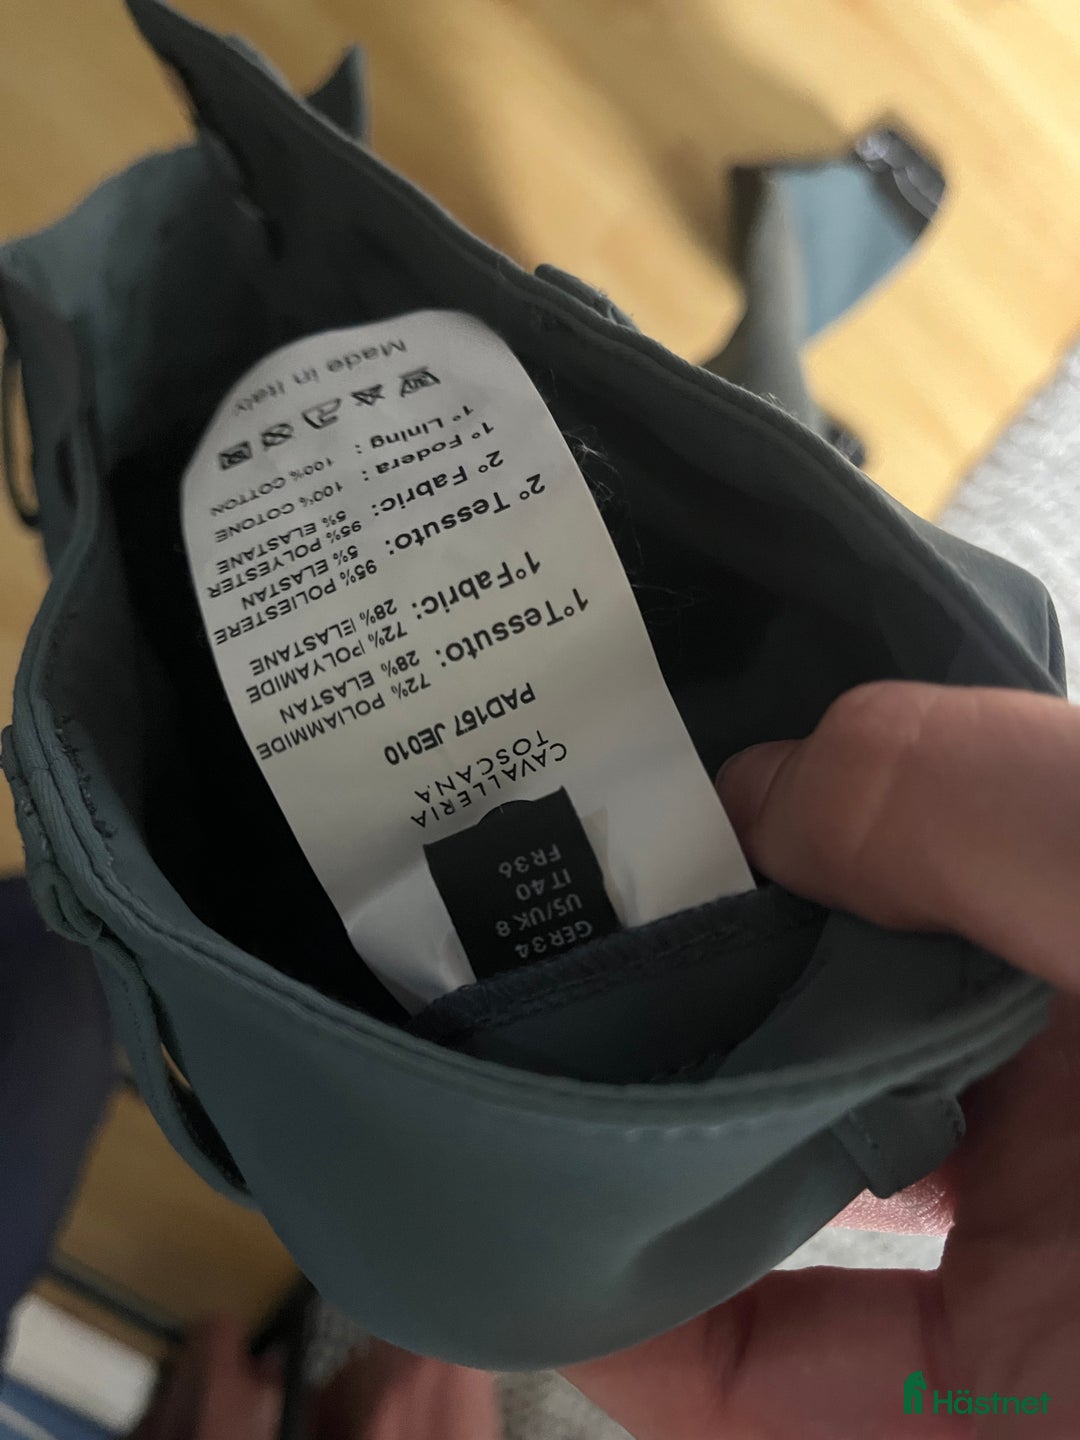 GER34
US/UK 8
IT 40
FR36
CAVALLERIA
TOSCANA
PAD157 JE010
1°Tessuto: 72% POLIAMMIDE
28% ELASTAN
1°Fabric: 72% POLYAMIDE
28% ELASTANE
2° Tessuto: 95% POLIESTERE
5% ELASTAN
2° Fabric: 95% POLYESTER
5% ELASTANE
1° Fodera : 100% COTONE
1° Lining : 100% COTTON
Made in Italy
Hästnet